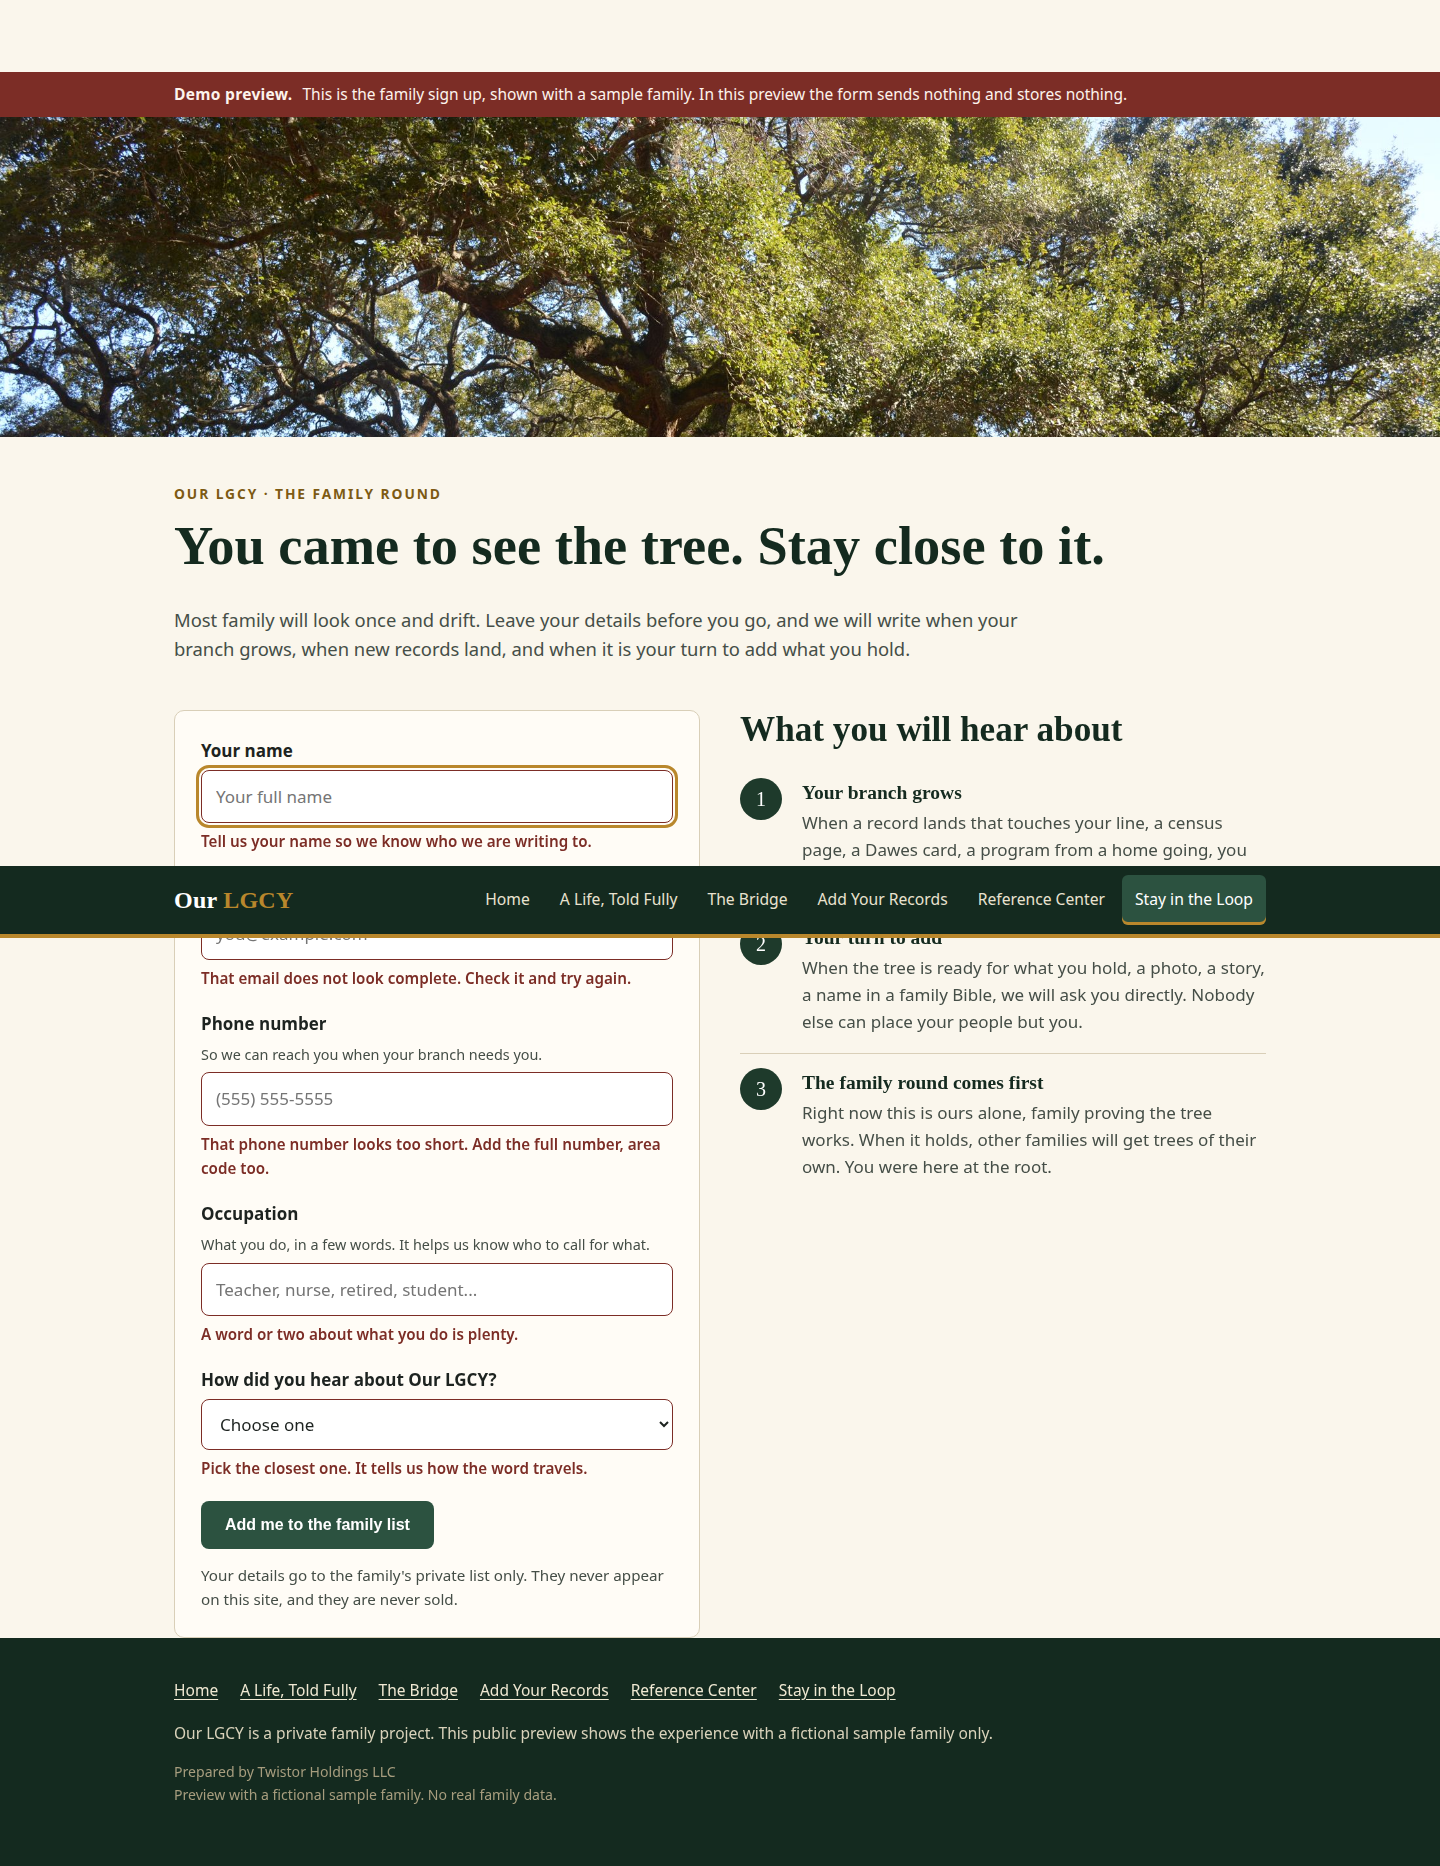 Demo preview. This is the family sign up, shown with a sample family. In this preview the form sends nothing and stores nothing.
OUR LGCY · THE FAMILY ROUND
You came to see the tree. Stay close to it.
Most family will look once and drift. Leave your details before you go, and we will write when your
branch grows, when new records land, and when it is your turn to add what you hold.
Your name
Your full name
Tell us your name so we know who we are writing to.
What you will hear about
1
Your branch grows
When a record lands that touches your line, a census
page, a Dawes card, a program from a home going, you
Our LGCY
Home
A Life, Told Fully
The Bridge
Add Your Records
Reference Center
Stay in the Loop
you@example.com
That email does not look complete. Check it and try again.
Phone number
So we can reach you when your branch needs you.
(555) 555-5555
That phone number looks too short. Add the full number, area
code too.
Occupation
What you do, in a few words. It helps us know who to call for what.
Teacher, nurse, retired, student...
A word or two about what you do is plenty.
How did you hear about Our LGCY?
Choose one
Pick the closest one. It tells us how the word travels.
Add me to the family list
Your details go to the family's private list only. They never appear
on this site, and they are never sold.
2
Your turn to add
When the tree is ready for what you hold, a photo, a story,
a name in a family Bible, we will ask you directly. Nobody
else can place your people but you.
3
The family round comes first
Right now this is ours alone, family proving the tree
works. When it holds, other families will get trees of their
own. You were here at the root.
Home
A Life, Told Fully
The Bridge
Add Your Records
Reference Center
Stay in the Loop
Our LGCY is a private family project. This public preview shows the experience with a fictional sample family only.
Prepared by Twistor Holdings LLC
Preview with a fictional sample family. No real family data.